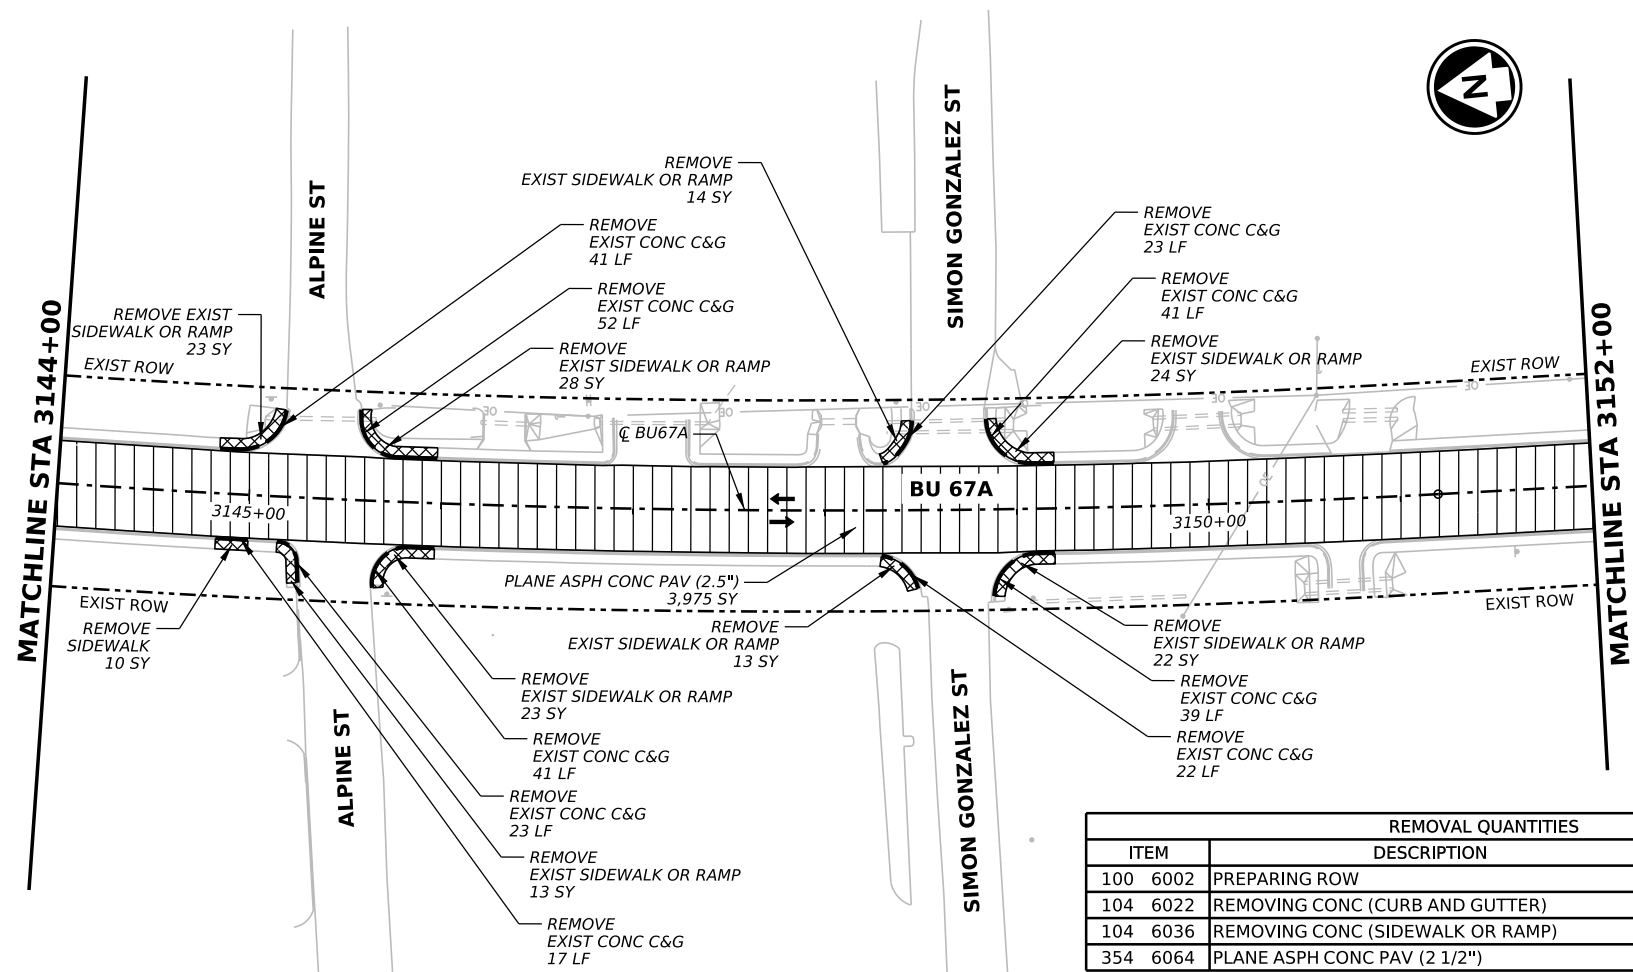 N
ALPINE ST
SIMON GONZALEZ ST
REMOVE
EXIST SIDEWALK OR RAMP
14 SY
REMOVE
EXIST CONC C&G
41 LF
REMOVE
EXIST CONC C&G
23 LF
REMOVE
EXIST CONC C&G
52 LF
REMOVE
EXIST CONC C&G
41 LF
REMOVE EXIST
SIDEWALK OR RAMP
23 SY
REMOVE
EXIST SIDEWALK OR RAMP
28 SY
REMOVE
EXIST SIDEWALK OR RAMP
24 SY
EXIST ROW
EXIST ROW
MATCHLINE STA 3144+00
MATCHLINE STA 3152+00
30
30
30
30
℄ BU67A
BU 67A
3145+00
3150+00
PLANE ASPH CONC PAV (2.5")
3,975 SY
EXIST ROW
EXIST ROW
REMOVE
SIDEWALK
10 SY
REMOVE
EXIST SIDEWALK OR RAMP
13 SY
REMOVE
EXIST SIDEWALK OR RAMP
22 SY
REMOVE
EXIST SIDEWALK OR RAMP
23 SY
REMOVE
EXIST CONC C&G
39 LF
REMOVE
EXIST CONC C&G
41 LF
REMOVE
EXIST CONC C&G
22 LF
ALPINE ST
SIMON GONZALEZ ST
REMOVE
EXIST CONC C&G
23 LF
REMOVE
EXIST SIDEWALK OR RAMP
13 SY
REMOVE
EXIST CONC C&G
17 LF
REMOVAL QUANTITIES
ITEM DESCRIPTION
100 6002 PREPARING ROW
104 6022 REMOVING CONC (CURB AND GUTTER)
104 6036 REMOVING CONC (SIDEWALK OR RAMP)
354 6064 PLANE ASPH CONC PAV (2 1/2")